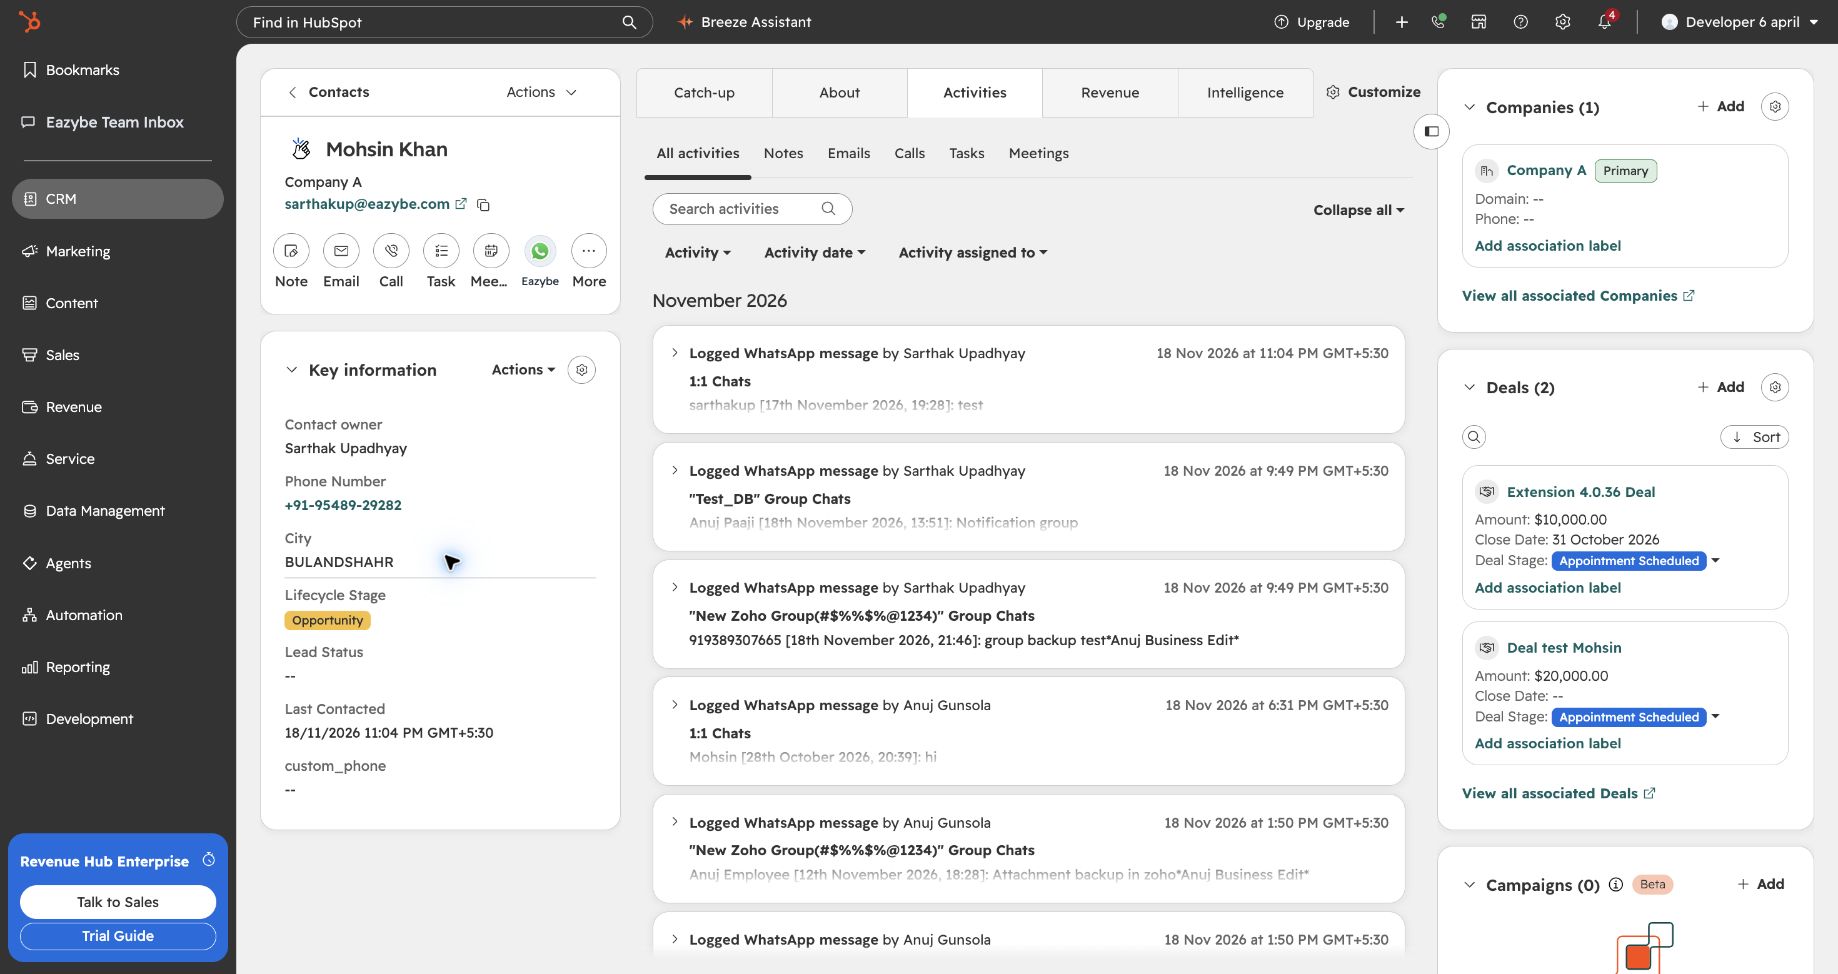 Find in HubSpot
Breeze Assistant
Upgrade
4
Developer 6 april
Bookmarks
Eazybe Team Inbox
CRM
Marketing
Content
Sales
Revenue
Service
Data Management
Agents
Automation
Reporting
Development
Revenue Hub Enterprise
Talk to Sales
Trial Guide
Contacts
Actions
Mohsin Khan
Company A
sarthakup@eazybe.com
Note
Email
Call
Task
Mee...
Eazybe
More
Key information
Actions
Contact owner
Sarthak Upadhyay
Phone Number
+91-95489-29282
City
BULANDSHAHR
Lifecycle Stage
Opportunity
Lead Status
--
Last Contacted
18/11/2026 11:04 PM GMT+5:30
custom_phone
--
Catch-up
About
Activities
Revenue
Intelligence
Customize
All activities
Notes
Emails
Calls
Tasks
Meetings
Search activities
Collapse all
Activity
Activity date
Activity assigned to
November 2026
Logged WhatsApp message by Sarthak Upadhyay
18 Nov 2026 at 11:04 PM GMT+5:30
1:1 Chats
sarthakup [17th November 2026, 19:28]: test
Logged WhatsApp message by Sarthak Upadhyay
18 Nov 2026 at 9:49 PM GMT+5:30
"Test_DB" Group Chats
Anuj Paaji [18th November 2026, 13:51]: Notification group
Logged WhatsApp message by Sarthak Upadhyay
18 Nov 2026 at 9:49 PM GMT+5:30
"New Zoho Group(#$%%$%@1234)" Group Chats
919389307665 [18th November 2026, 21:46]: group backup test*Anuj Business Edit*
Logged WhatsApp message by Anuj Gunsola
18 Nov 2026 at 6:31 PM GMT+5:30
1:1 Chats
Mohsin [28th October 2026, 20:39]: hi
Logged WhatsApp message by Anuj Gunsola
18 Nov 2026 at 1:50 PM GMT+5:30
"New Zoho Group(#$%%$%@1234)" Group Chats
Anuj Employee [12th November 2026, 18:28]: Attachment backup in zoho*Anuj Business Edit*
Logged WhatsApp message by Anuj Gunsola
18 Nov 2026 at 1:50 PM GMT+5:30
Companies (1)
+ Add
Company A
Primary
Domain: --
Phone: --
Add association label
View all associated Companies
Deals (2)
+ Add
Sort
Extension 4.0.36 Deal
Amount: $10,000.00
Close Date: 31 October 2026
Deal Stage: Appointment Scheduled
Add association label
Deal test Mohsin
Amount: $20,000.00
Close Date: --
Deal Stage: Appointment Scheduled
Add association label
View all associated Deals
Campaigns (0)
Beta
+ Add